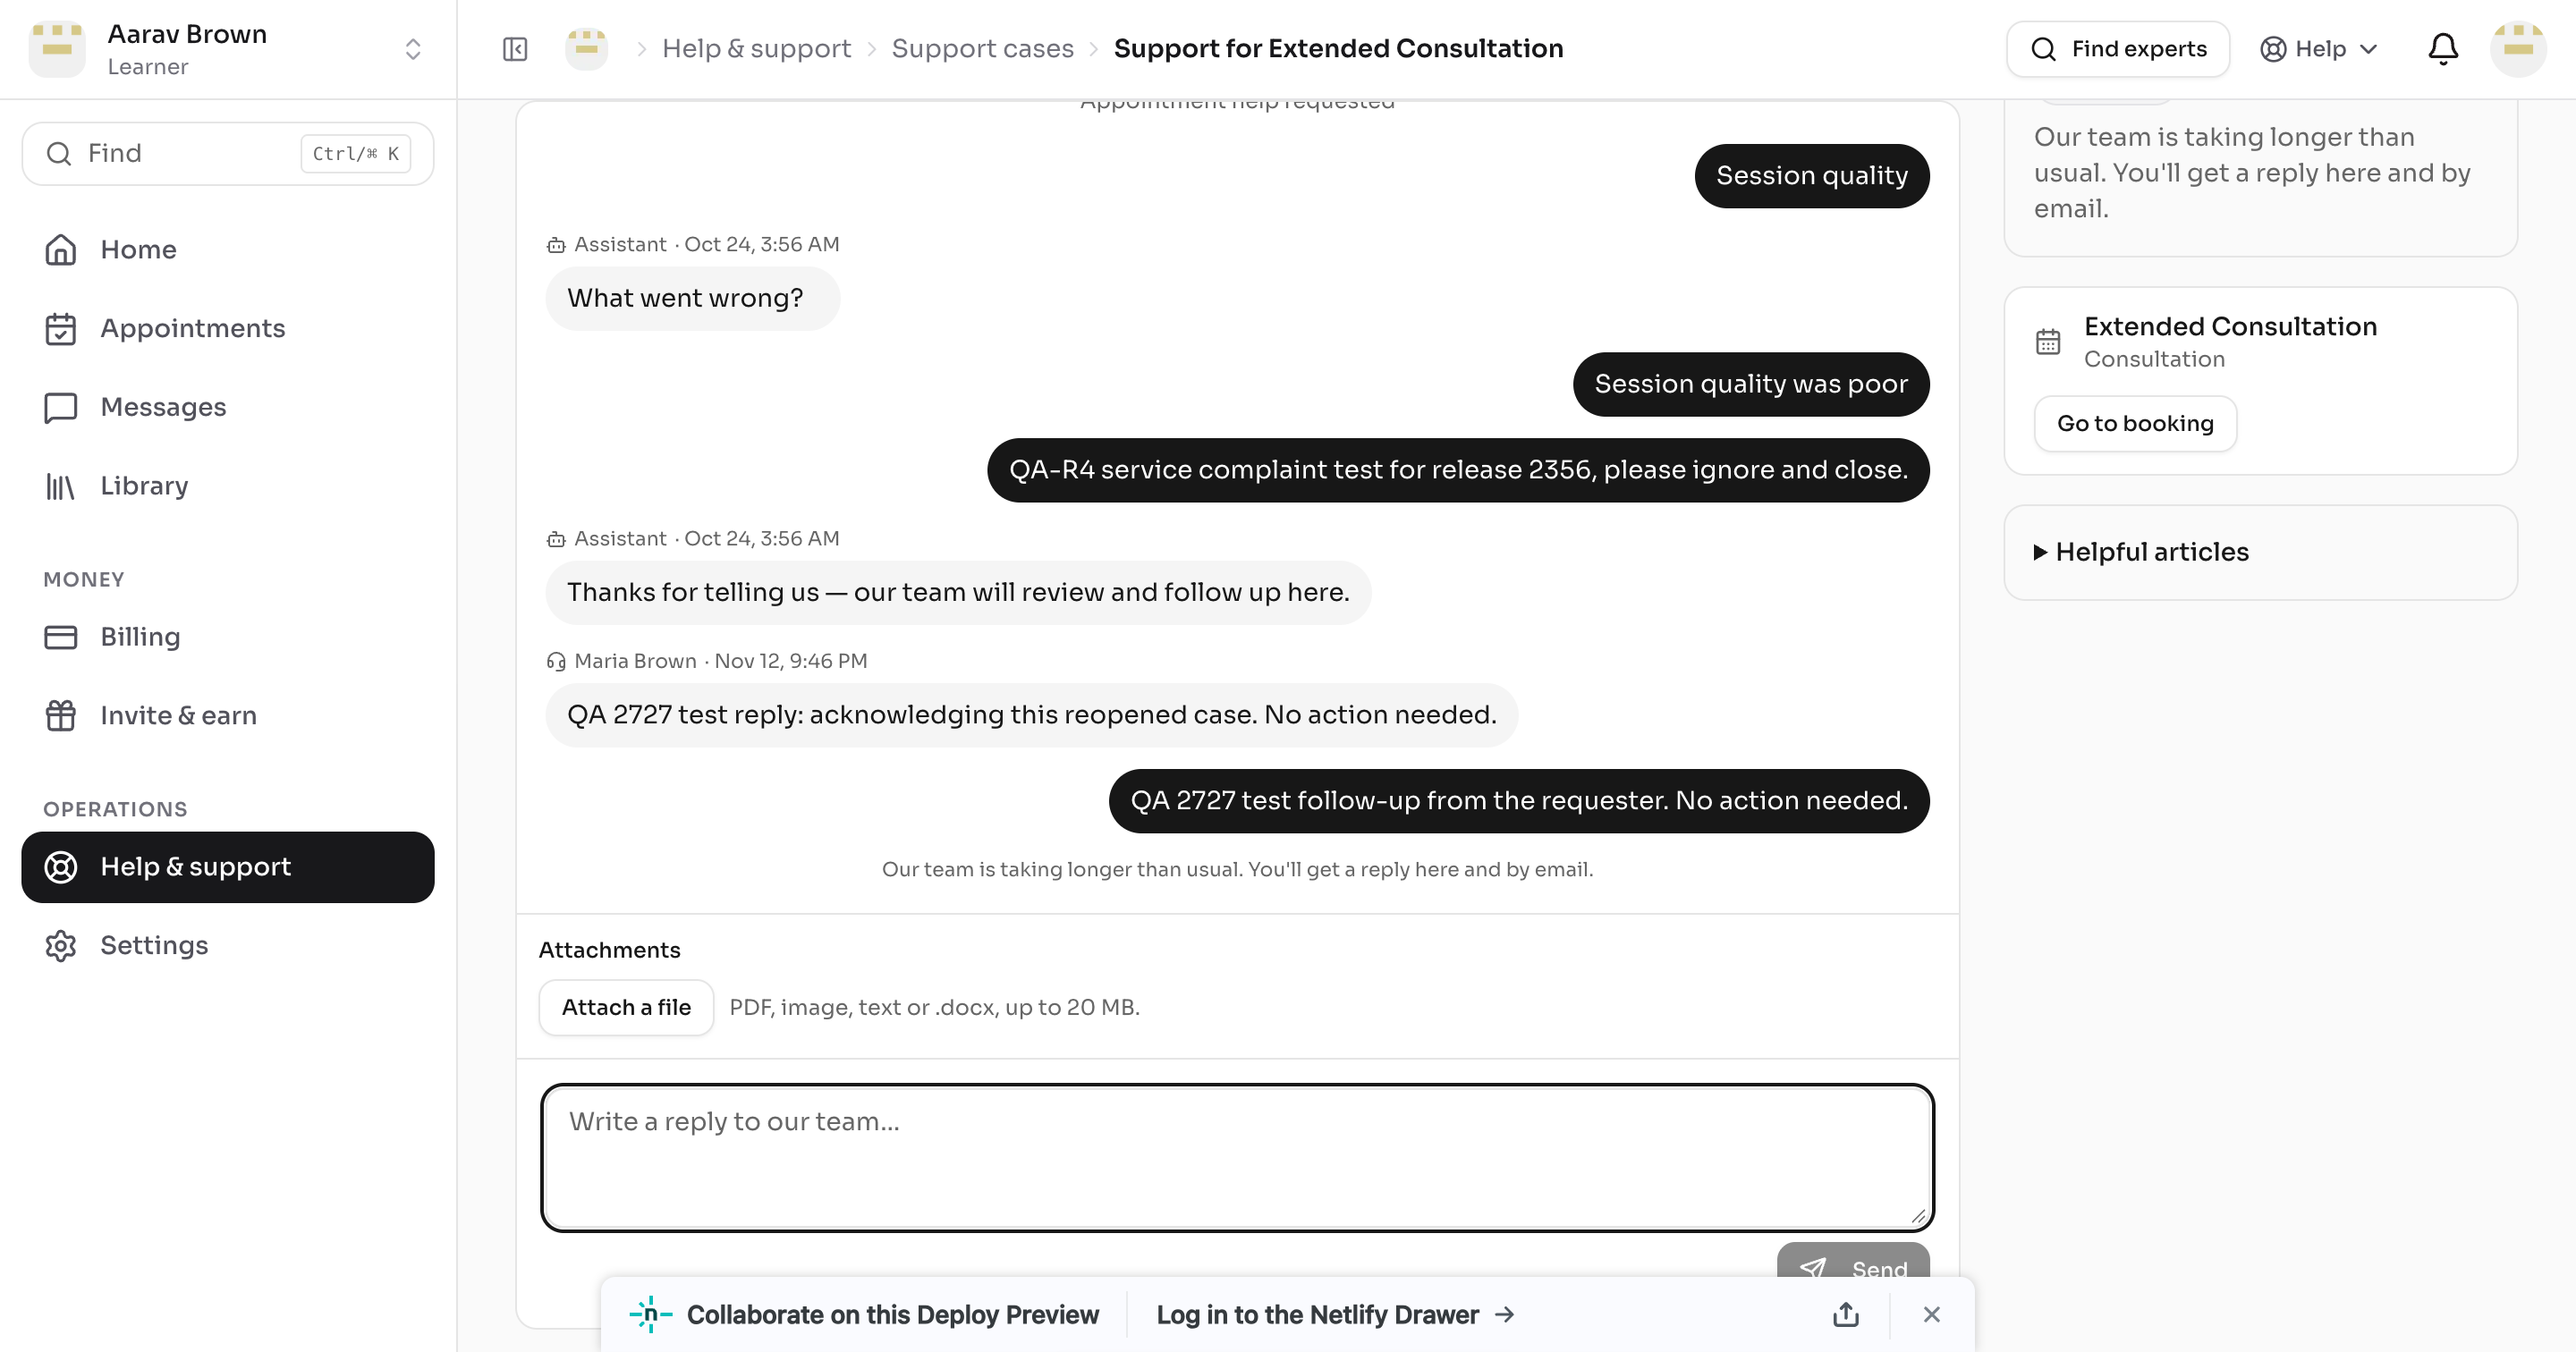 Aarav Brown
Learner
Find
Ctrl/⌘ K
Home
Appointments
Messages
Library
MONEY
Billing
Invite & earn
OPERATIONS
Help & support
Settings
Help & support
Support cases
Support for Extended Consultation
Find experts
Help
Appointment help requested
Session quality
Assistant · Oct 24, 3:56 AM
What went wrong?
Session quality was poor
QA-R4 service complaint test for release 2356, please ignore and close.
Assistant · Oct 24, 3:56 AM
Thanks for telling us — our team will review and follow up here.
Maria Brown · Nov 12, 9:46 PM
QA 2727 test reply: acknowledging this reopened case. No action needed.
QA 2727 test follow-up from the requester. No action needed.
Our team is taking longer than usual. You'll get a reply here and by email.
Attachments
Attach a file
PDF, image, text or .docx, up to 20 MB.
Write a reply to our team...
Send
Our team is taking longer than
usual. You'll get a reply here and by
email.
Extended Consultation
Consultation
Go to booking
Helpful articles
Collaborate on this Deploy Preview
Log in to the Netlify Drawer →